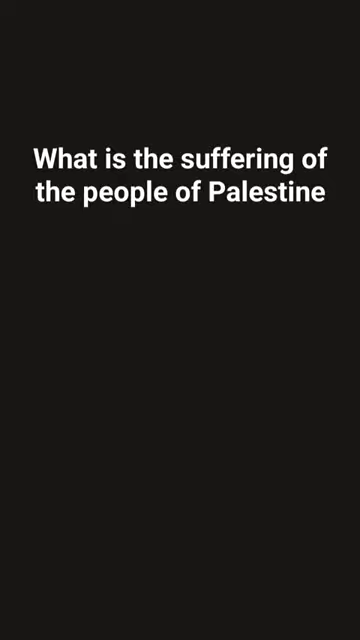 What is the suffering of
the people of Palestine